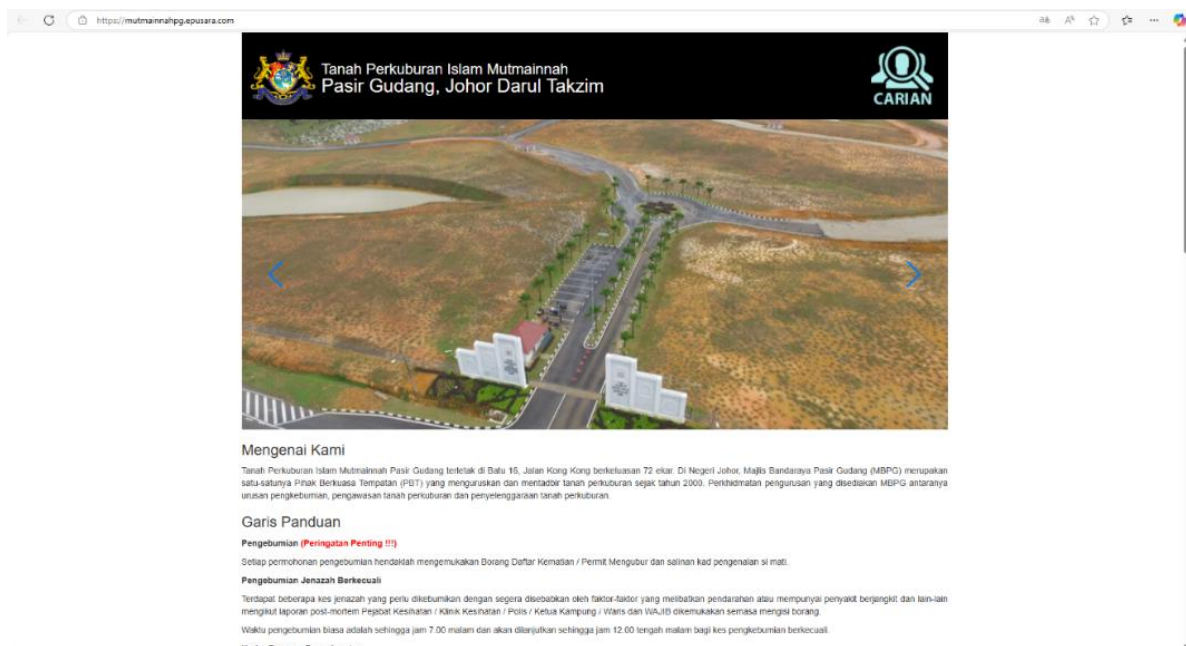 https://mutmainnahpg.epusara.com
Tanah Perkuburan Islam Mutmainnah
Pasir Gudang, Johor Darul Takzim
CARIAN
Mengenai Kami
Tanah Perkuburan Islam Mutmainnah Pasir Gudang terletak di Batu 16, Jalan Kong Kong berkeluasan 72 ekar. Di Negeri Johor, Majlis Bandaraya Pasir Gudang (MBPG) merupakan
satu-satunya Pihak Berkuasa Tempatan (PBT) yang menguruskan dan mentadbir tanah perkuburan sejak tahun 2000. Perkhidmatan pengurusan yang disediakan MBPG antaranya
urusan pengkebumian, pengawasan tanah perkuburan dan penyelenggaraan tanah perkuburan.
Garis Panduan
Pengebumian (Peringatan Penting !!!)
Setiap permohonan pengebumian hendaklah mengemukakan Borang Daftar Kematian / Permit Mengubur dan salinan kad pengenalan si mati.
Pengebumian Jenazah Berkecuali
Terdapat beberapa kes jenazah yang perlu dikebumikan dengan segera disebabkan oleh faktor-faktor yang melibatkan pendarahan atau mempunyai penyakit berjangkit dan lain-lain
mengikut laporan post-mortem Pejabat Kesihatan / Klinik Kesihatan / Polis / Ketua Kampung / Waris dan WAJIB dikemukakan semasa mengisi borang.
Waktu pengebumian biasa adalah sehingga jam 7.00 malam dan akan dilanjutkan sehingga jam 12.00 tengah malam bagi kes pengkebumian berkecuali.